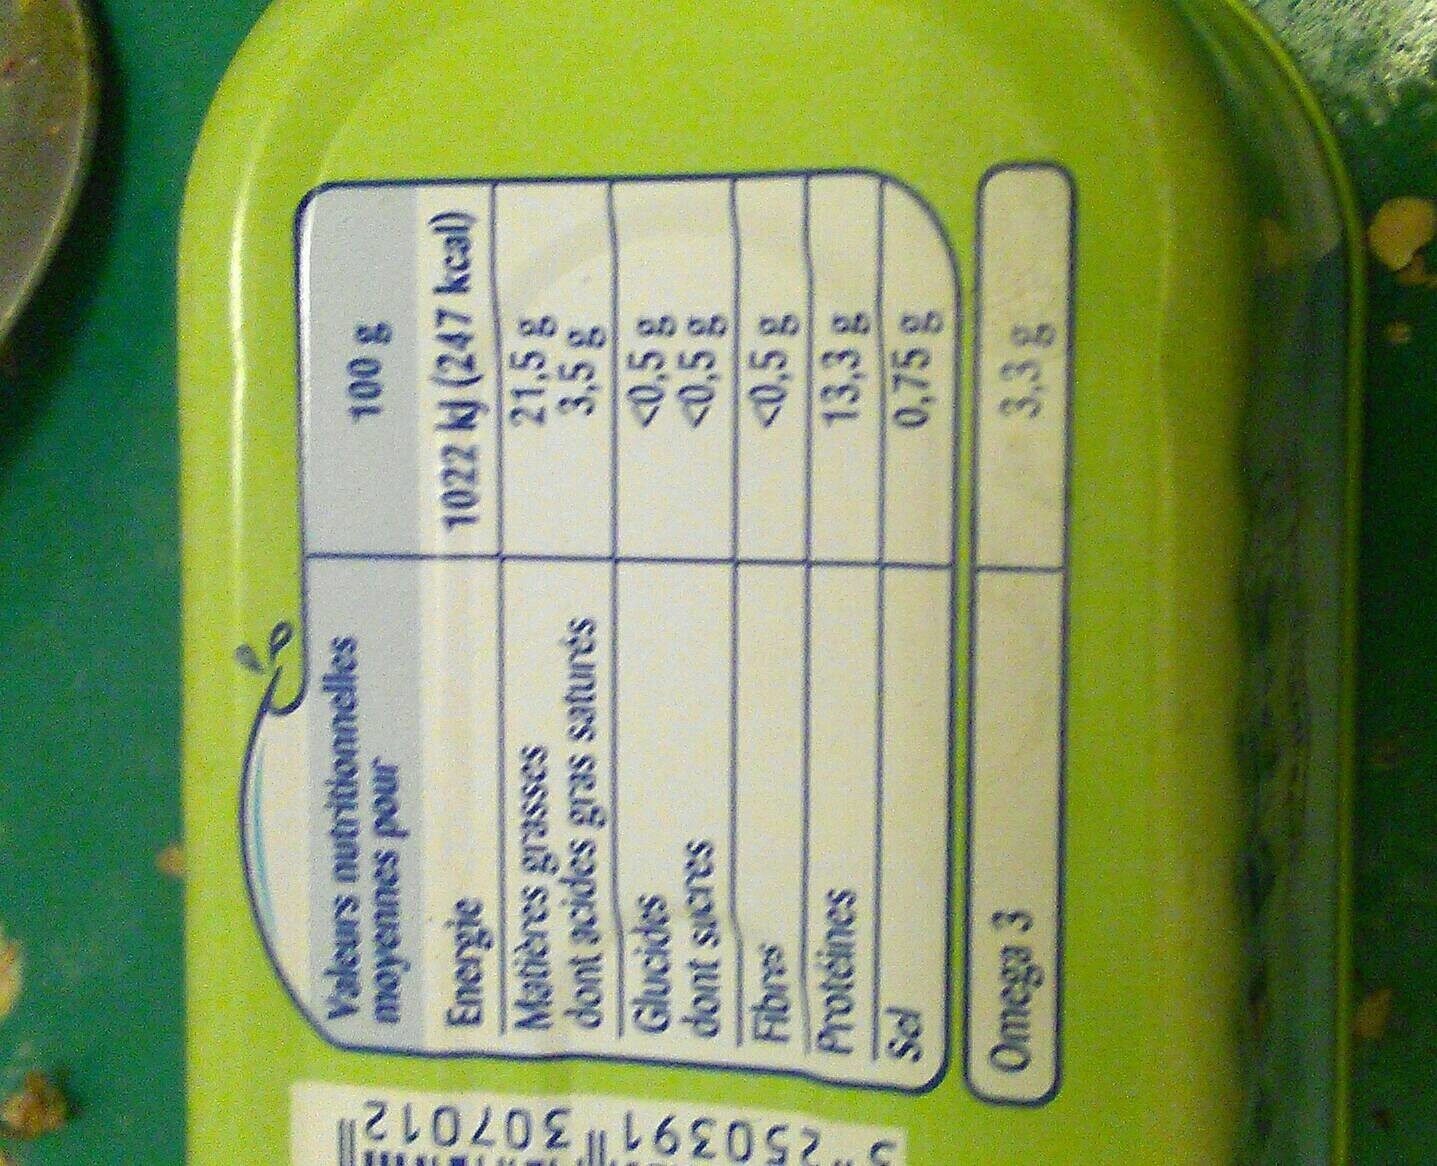 Valeurs nutritionnelles
moyennes pour 100 g
Energie 1022 kJ (247 kcal)
Matières grasses 21,5 g
dont acides gras saturés 3,5 g
Glucides <0,5 g
dont sucres <0,5 g
Fibres <0,5 g
Protéines 13,3 g
Sel 0,75 g
Omega 3 3,3 g
3 250391 307012